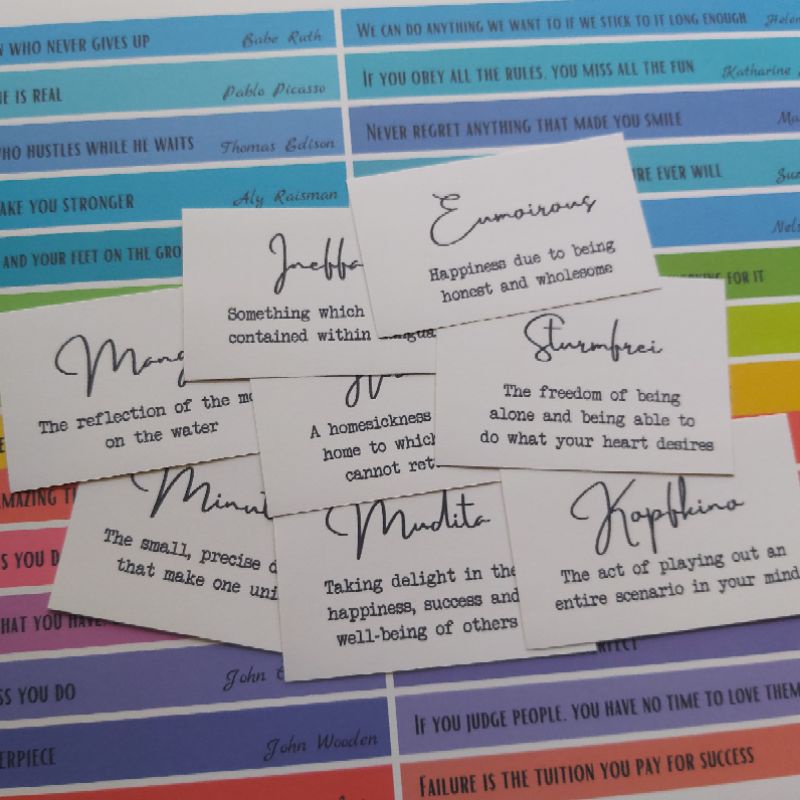 WHO NEVER GIVES UP
Babe Ruth
IS REAL
Pablo Picasso
WHO HUSTLES WHILE HE WAITS
Thomas Edison
YOU STRONGER
Aly Raisman
AND YOUR FEET ON THE
WE CAN DO ANYTHING WE WANT TO IF WE STICK TO IT LONG ENOUGH
IF YOU OBEY ALL THE RULES, YOU MISS ALL THE FUN
Katharine
NEVER REGRET ANYTHING THAT MADE YOU SMILE
EVER WILL
FOR IT
Eumoirous
Happiness due to being
honest and wholesome
Something which
contained within
The reflection of the
on the water
A homesickness
home to which
cannot
Sturmfrei
The freedom of being
alone and being able to
do what your heart desires
The small, precise
that make one
Mudita
Taking delight in the
happiness, success and
well-being of others
Kopfkino
The act of playing out an
entire scenario in your mind
YOU
YOU
YOU DO
John
John Wooden
IF YOU JUDGE PEOPLE, YOU HAVE NO TIME TO LOVE THEM
FAILURE IS THE TUITION YOU PAY FOR SUCCESS